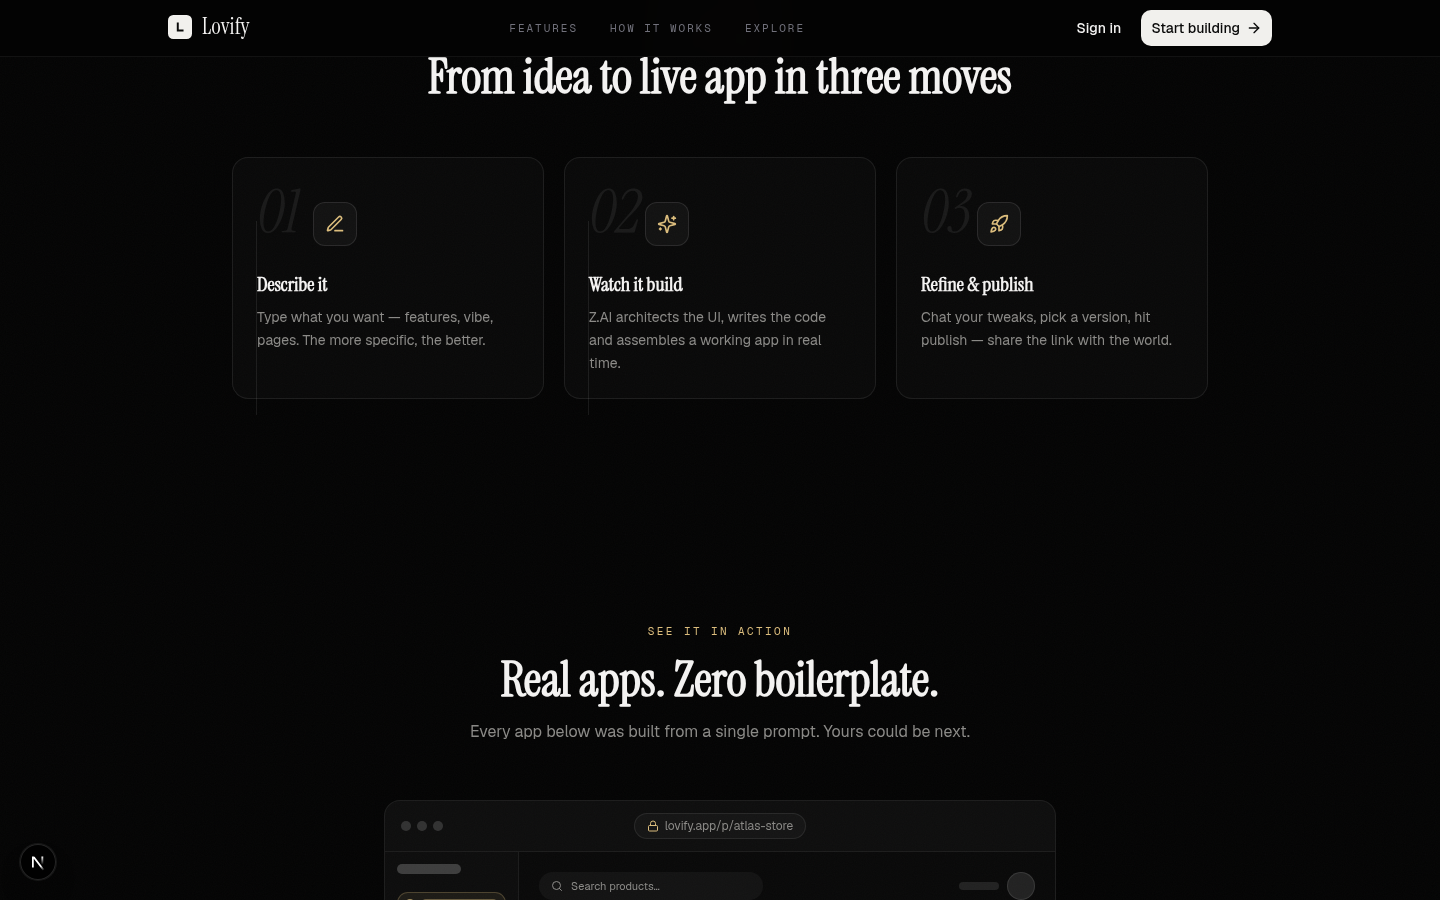 L Lovify
FEATURES
HOW IT WORKS
EXPLORE
Sign in
Start building
From idea to live app in three moves
01
Describe it
Type what you want — features, vibe,
pages. The more specific, the better.
02
Watch it build
Z.AI architects the UI, writes the code
and assembles a working app in real
time.
03
Refine & publish
Chat your tweaks, pick a version, hit
publish — share the link with the world.
SEE IT IN ACTION
Real apps. Zero boilerplate.
Every app below was built from a single prompt. Yours could be next.
lovify.app/p/atlas-store
Search products...
N